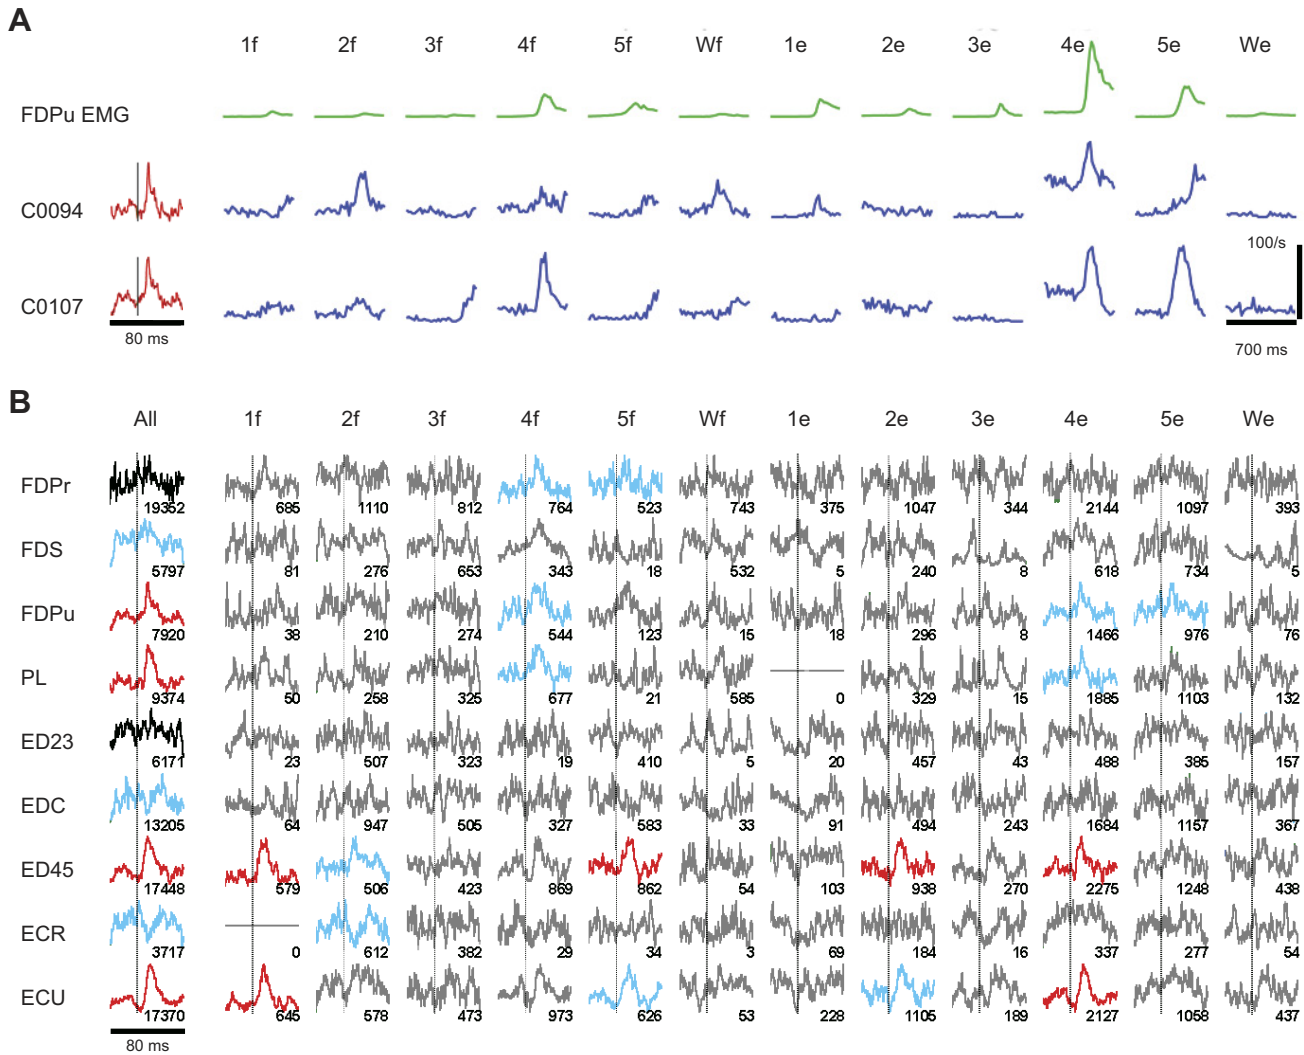 A
1f 2f 3f 4f 5f Wf 1e 2e 3e 4e 5e We
FDPu EMG
C0094
100/s
C0107
80 ms
700 ms
B
All 1f 2f 3f 4f 5f Wf 1e 2e 3e 4e 5e We
FDPr
19352 685 1110 812 764 523 743 375 1047 344 2144 1097 393
FDS
5797 81 276 653 343 18 532 5 240 8 618 734 5
FDPu
7920 38 210 274 544 123 15 18 296 8 1466 976 76
PL
9374 50 258 325 677 21 585 0 329 15 1885 1103 132
ED23
6171 23 507 323 19 410 5 20 457 43 488 385 157
EDC
13205 64 947 505 327 583 33 91 494 243 1684 1157 367
ED45
17448 579 506 423 869 862 54 103 938 270 2275 1248 438
ECR
3717 0 612 382 29 34 3 69 184 16 337 277 54
ECU
17370 645 578 473 973 626 53 228 1105 189 2127 1058 437
80 ms